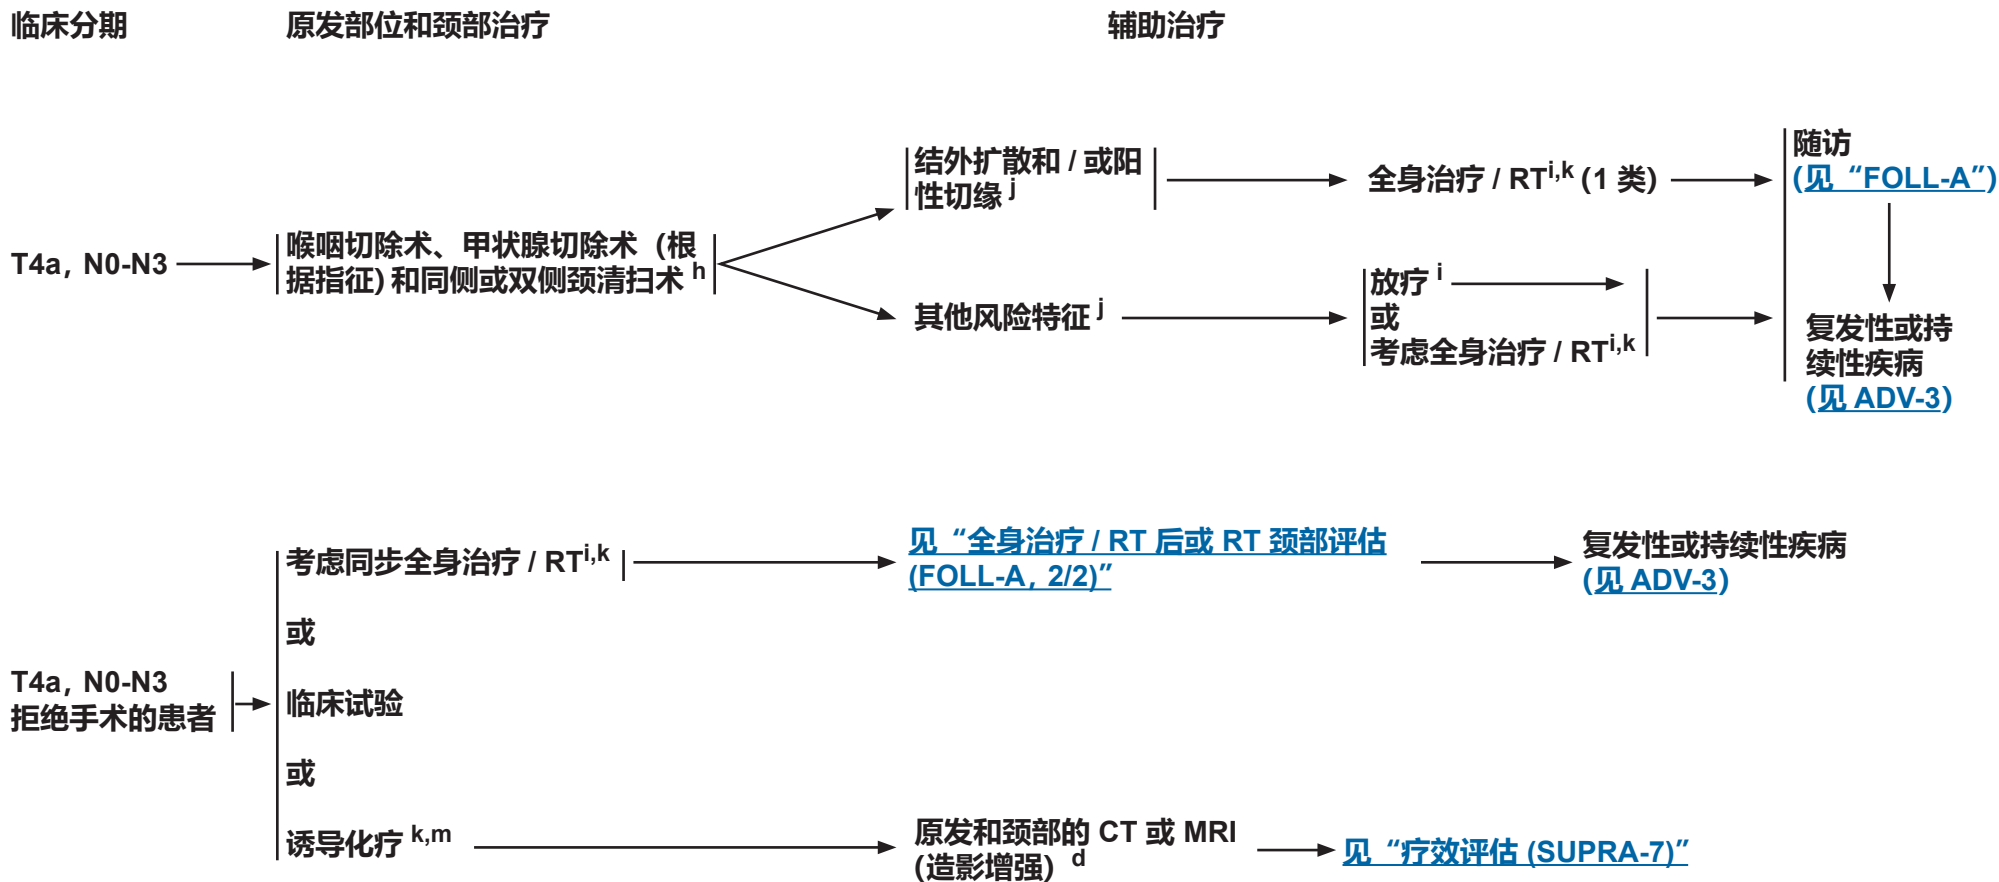 临床分期
原发部位和颈部治疗
辅助治疗
T4a, N0-N3
喉咽切除术、甲状腺切除术（根
据指征) 和同侧或双侧颈清扫术 h
结外扩散和 / 或阳
性切缘 j
全身治疗 / RTi,k (1 类)
其他风险特征 j
放疗 i
或
考虑全身治疗 / RTi,k
随访
(见“FOLL-A”)
复发性或持
续性疾病
(见 ADV-3)
T4a, N0-N3
拒绝手术的患者
考虑同步全身治疗 / RTi,k
见“全身治疗 / RT 后或 RT 颈部评估
(FOLL-A, 2/2)”
复发性或持续性疾病
(见 ADV-3)
或
临床试验
或
诱导化疗 k,m
原发和颈部的 CT 或 MRI
(造影增强) d
见“疗效评估 (SUPRA-7)”